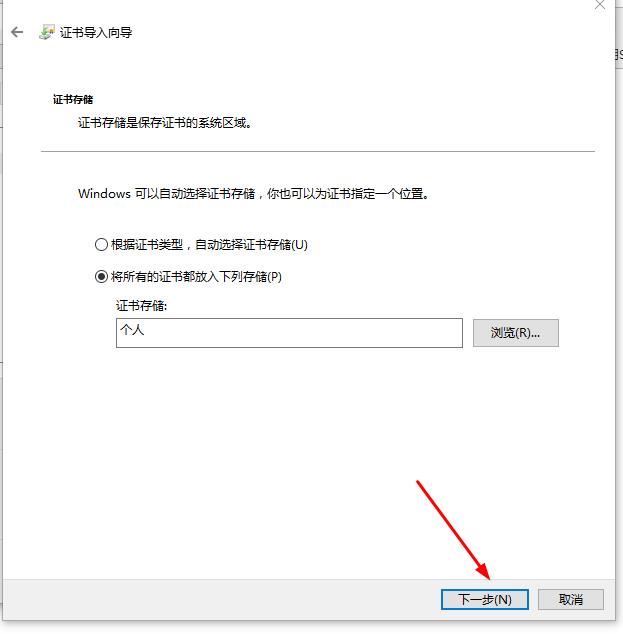 证书导入向导
证书存储
证书存储是保存证书的系统区域。
Windows 可以自动选择证书存储，你也可以为证书指定一个位置。
根据证书类型，自动选择证书存储(U)
将所有的证书都放入下列存储(P)
证书存储:
个人
浏览(R)...
下一步(N)
取消